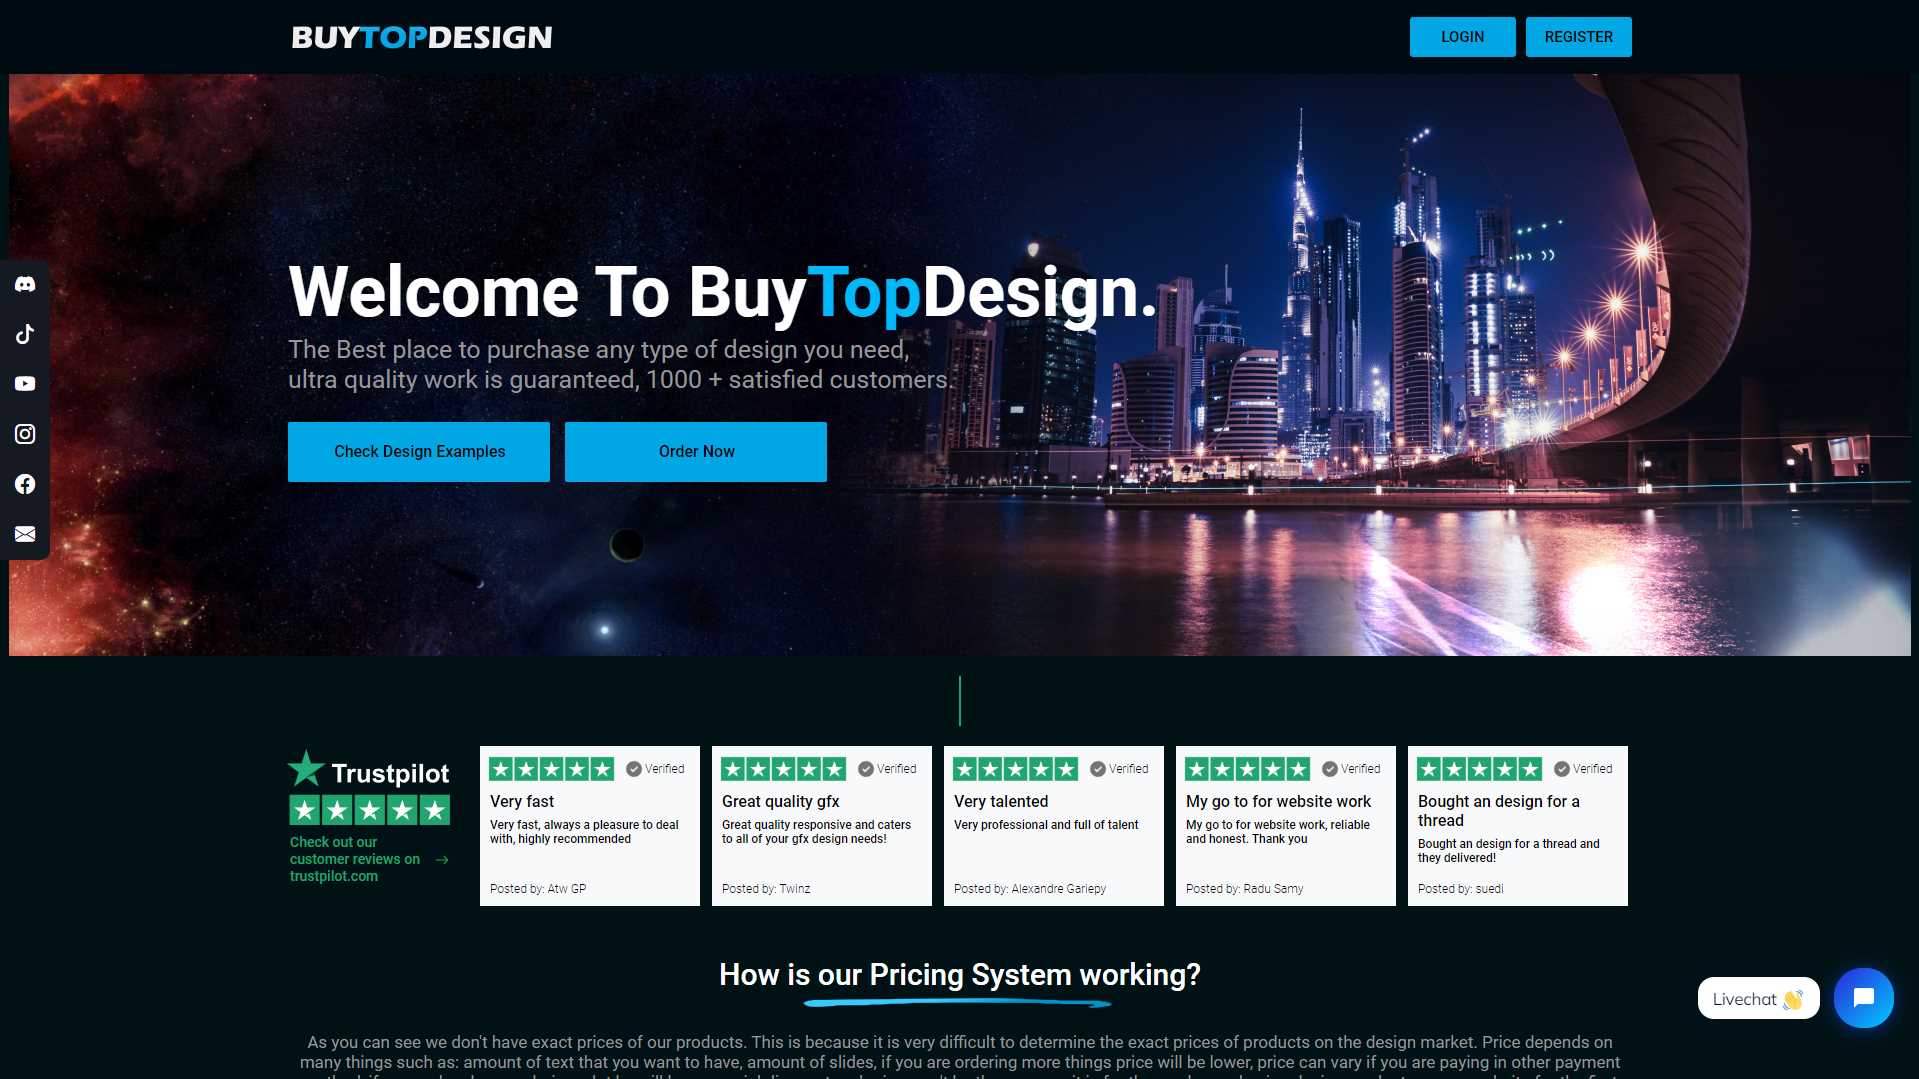 BUYTOPDESIGN
LOGIN
REGISTER
Welcome To BuyTopDesign.
The Best place to purchase any type of design you need,
ultra quality work is guaranteed, 1000 + satisfied customers.
Check Design Examples
Order Now
Trustpilot
Check out our
customer reviews on
trustpilot.com
Verified
Very fast
Very fast, always a pleasure to deal
with, highly recommended
Posted by: Atw GP
Verified
Great quality gfx
Great quality responsive and caters
to all of your gfx design needs!
Posted by: Twinz
Verified
Very talented
Very professional and full of talent
Posted by: Alexandre Gariepy
Verified
My go to for website work
My go to for website work, reliable
and honest. Thank you
Posted by: Radu Samy
Verified
Bought an design for a
thread
Bought an design for a thread and
they delivered!
Posted by: suedi
How is our Pricing System working?
Livechat 👋
As you can see we don't have exact prices of our products. This is because it is very difficult to determine the exact prices of products on the design market. Price depends on
many things such as: amount of text that you want to have, amount of slides, if you are ordering more things price will be lower, price can vary if you are paying in other payment